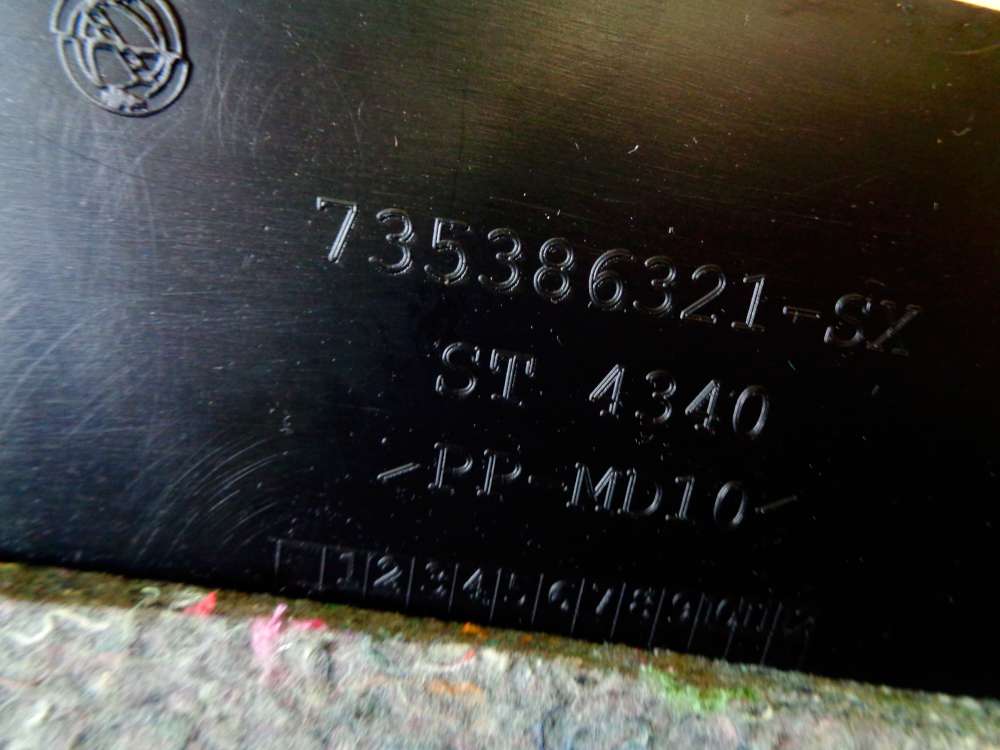 735386321-SX
ST 4340
-PP-MD10-
1 2 3 4 5 6 7 8 9 10 11 12